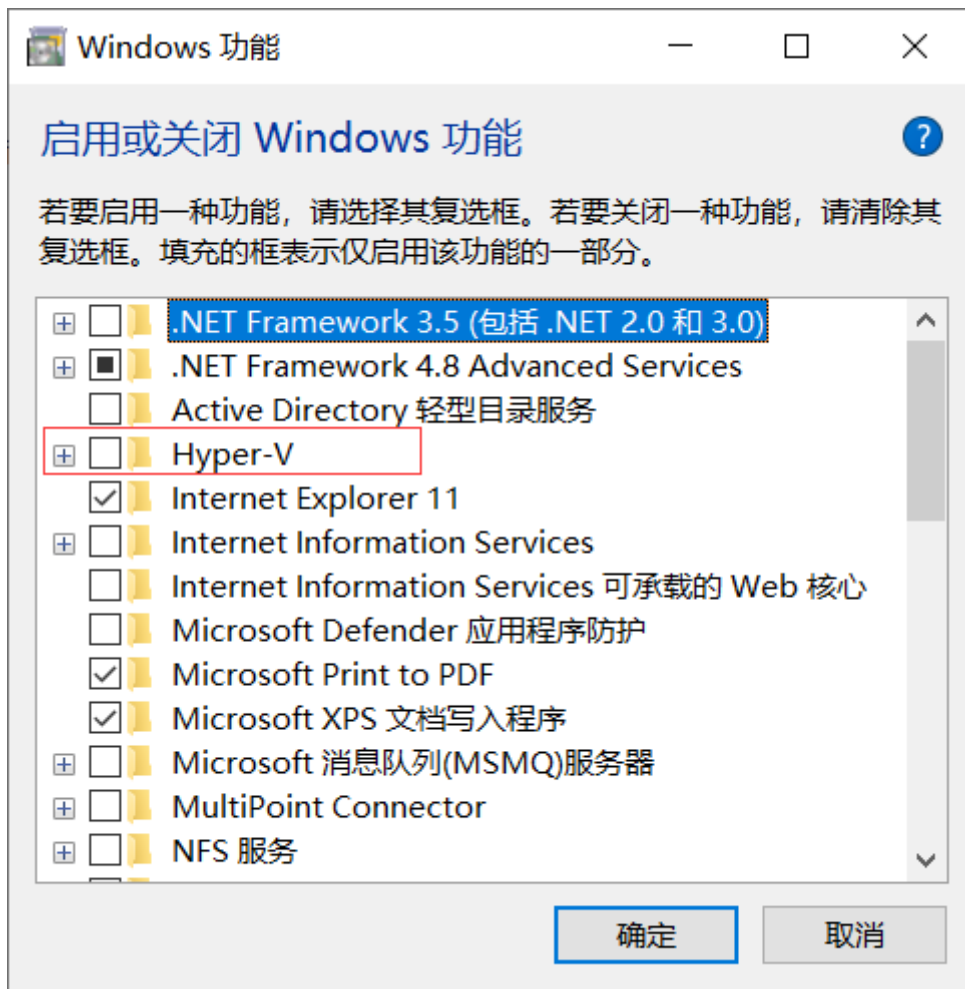 Windows 功能
启用或关闭 Windows 功能
?
若要启用一种功能，请选择其复选框。若要关闭一种功能，请清除其
复选框。填充的框表示仅启用该功能的一部分。
.NET Framework 3.5 (包括 .NET 2.0 和 3.0)
.NET Framework 4.8 Advanced Services
Active Directory 轻型目录服务
Hyper-V
Internet Explorer 11
Internet Information Services
Internet Information Services 可承载的 Web 核心
Microsoft Defender 应用程序防护
Microsoft Print to PDF
Microsoft XPS 文档写入程序
Microsoft 消息队列(MSMQ)服务器
MultiPoint Connector
NFS 服务
确定
取消